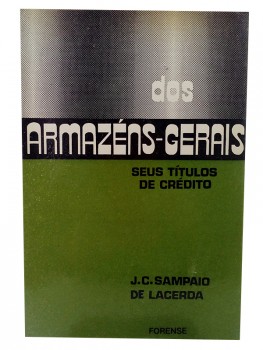 dos
ARMAZÉNS-GERAIS
SEUS TÍTULOS
DE CRÉDITO
J.C.SAMPAIO
DE LACERDA
FORENSE